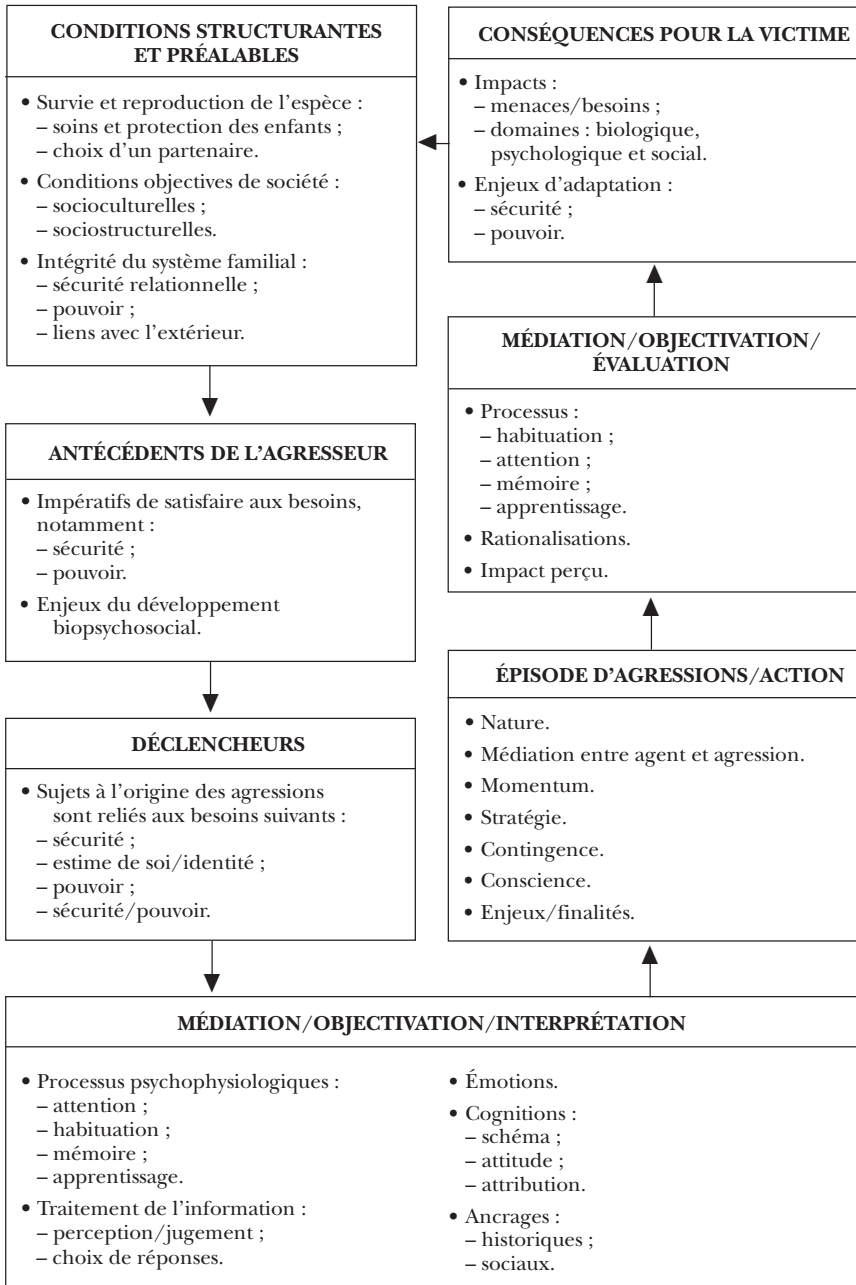 CONDITIONS STRUCTURANTES
ET PRÉALABLES
• Survie et reproduction de l’espèce :
– soins et protection des enfants ;
– choix d’un partenaire.
• Conditions objectives de société :
– socioculturelles ;
– sociostructurelles.
• Intégrité du système familial :
– sécurité relationnelle ;
– pouvoir ;
– liens avec l’extérieur.
ANTÉCÉDENTS DE L’AGRESSEUR
• Impératifs de satisfaire aux besoins,
notamment :
– sécurité ;
– pouvoir.
• Enjeux du développement
biopsychosocial.
DÉCLENCHEURS
• Sujets à l’origine des agressions
sont reliés aux besoins suivants :
– sécurité ;
– estime de soi/identité ;
– pouvoir ;
– sécurité/pouvoir.
MÉDIATION/OBJECTIVATION/INTERPRÉTATION
• Processus psychophysiologiques :
– attention ;
– habituation ;
– mémoire ;
– apprentissage.
• Traitement de l’information :
– perception/jugement ;
– choix de réponses.
• Émotions.
• Cognitions :
– schéma ;
– attitude ;
– attribution.
• Ancrages :
– historiques ;
– sociaux.
ÉPISODE D’AGRESSIONS/ACTION
• Nature.
• Médiation entre agent et agression.
• Momentum.
• Stratégie.
• Contingence.
• Conscience.
• Enjeux/finalités.
MÉDIATION/OBJECTIVATION/
ÉVALUATION
• Processus :
– habituation ;
– attention ;
– mémoire ;
– apprentissage.
• Rationalisations.
• Impact perçu.
CONSÉQUENCES POUR LA VICTIME
• Impacts :
– menaces/besoins ;
– domaines : biologique,
psychologique et social.
• Enjeux d’adaptation :
– sécurité ;
– pouvoir.